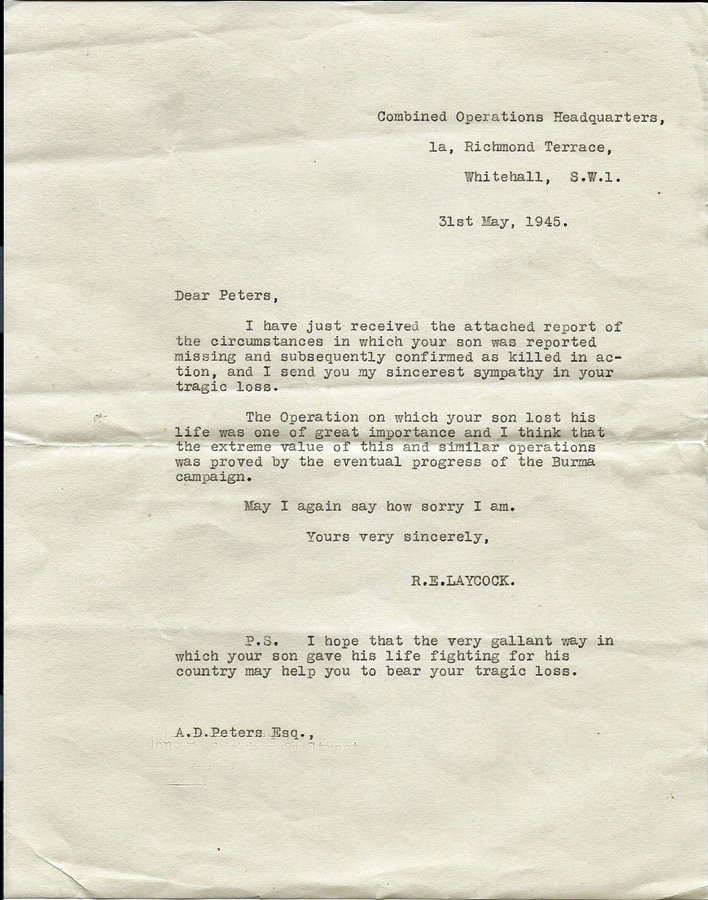 Combined Operations Headquarters,
1a, Richmond Terrace,
Whitehall, S.W.1.
31st May, 1945.
Dear Peters,
I have just received the attached report of
the circumstances in which your son was reported
missing and subsequently confirmed as killed in ac-
tion, and I send you my sincerest sympathy in your
tragic loss.
The Operation on which your son lost his
life was one of great importance and I think that
the extreme value of this and similar operations
was proved by the eventual progress of the Burma
campaign.
May I again say how sorry I am.
Yours very sincerely,
R.E.LAYCOCK.
P.S. I hope that the very gallant way in
which your son gave his life fighting for his
country may help you to bear your tragic loss.
A.D.Peters Esq.,